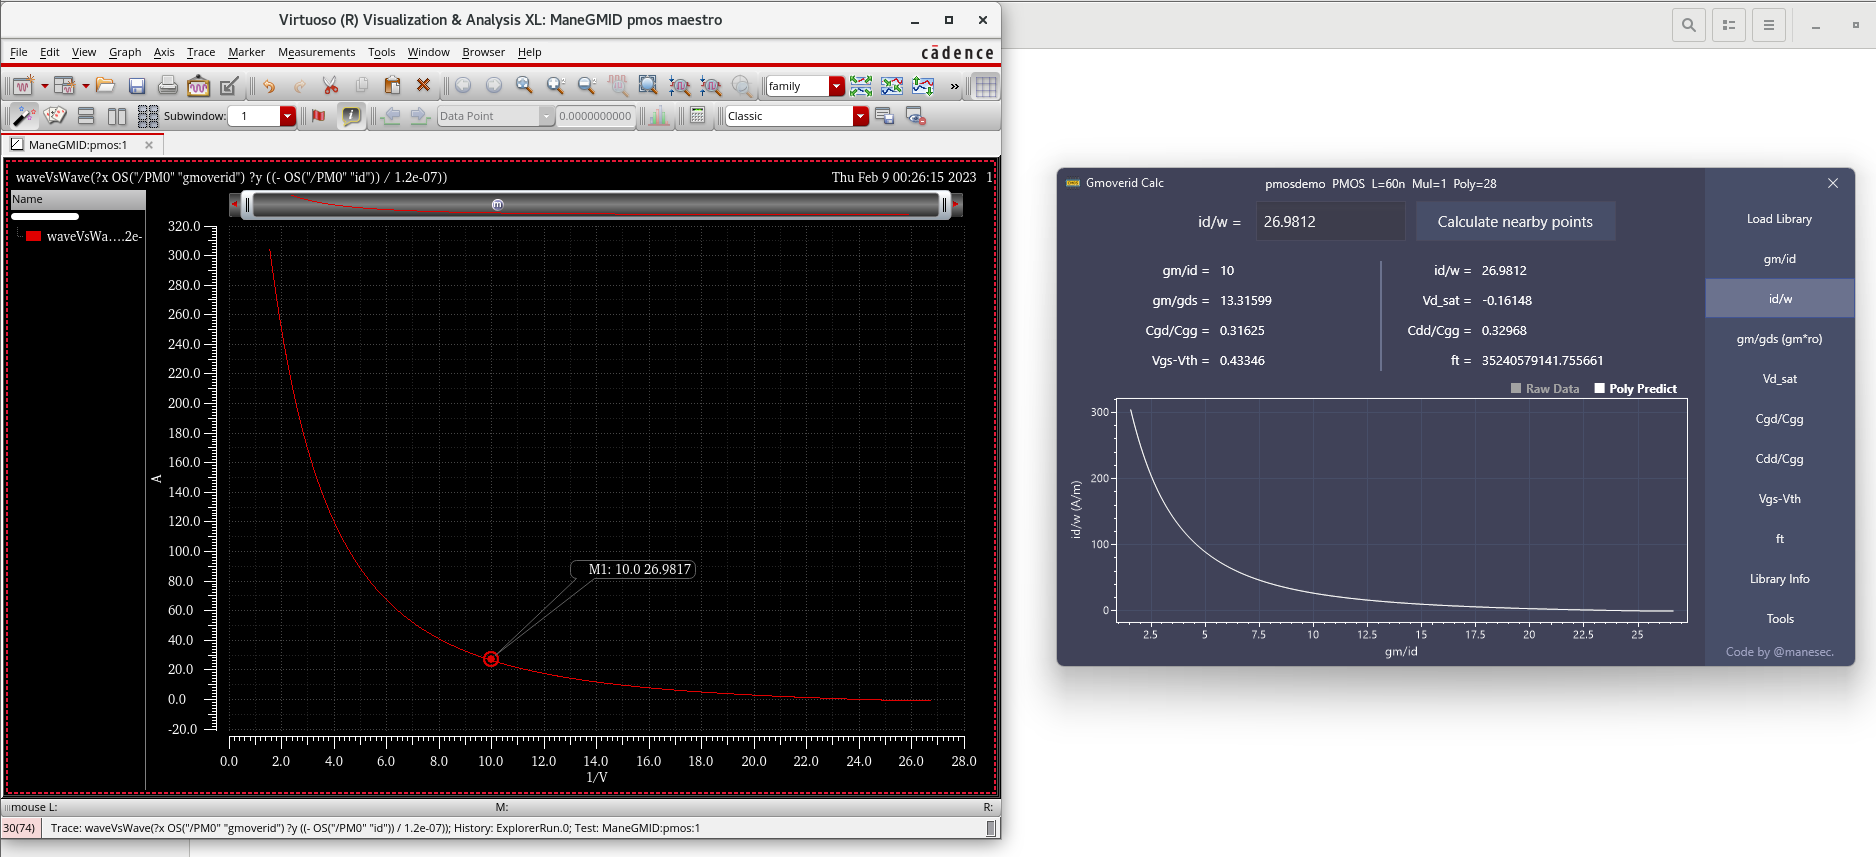 Virtuoso (R) Visualization & Analysis XL: ManeGMID pmos maestro
File Edit View Graph Axis Trace Marker Measurements Tools Window Browser Help
cādence
family
»
Subwindow: 1
Data Point
0.0000000000
Classic
ManeGMID:pmos:1
waveVsWave(?x OS("/PM0" "gmoverid") ?y ((- OS("/PM0" "id")) / 1.2e-07))
Thu Feb 9 00:26:15 2023 1
Name
waveVsWa....2e-
320.0
300.0
280.0
260.0
240.0
220.0
200.0
180.0
160.0
140.0
120.0
100.0
80.0
60.0
40.0
20.0
0.0
-20.0
A
M1: 10.0 26.9817
0.0 2.0 4.0 6.0 8.0 10.0 12.0 14.0 16.0 18.0 20.0 22.0 24.0 26.0 28.0
1/V
mouse L: M: R:
30(74) Trace: waveVsWave(?x OS("/PM0" "gmoverid") ?y ((- OS("/PM0" "id")) / 1.2e-07)); History: ExplorerRun.0; Test: ManeGMID:pmos:1
Gmoverid Calc
pmosdemo PMOS L=60n Mul=1 Poly=28
id/w = 26.9812 Calculate nearby points
gm/id = 10 id/w = 26.9812
gm/gds = 13.31599 Vd_sat = -0.16148
Cgd/Cgg = 0.31625 Cdd/Cgg = 0.32968
Vgs-Vth = 0.43346 ft = 35240579141.755661
Raw Data Poly Predict
300
200
100
0
id/w (A/m)
2.5 5 7.5 10 12.5 15 17.5 20 22.5 25
gm/id
Load Library
gm/id
id/w
gm/gds (gm*ro)
Vd_sat
Cgd/Cgg
Cdd/Cgg
Vgs-Vth
ft
Library Info
Tools
Code by @manesec.